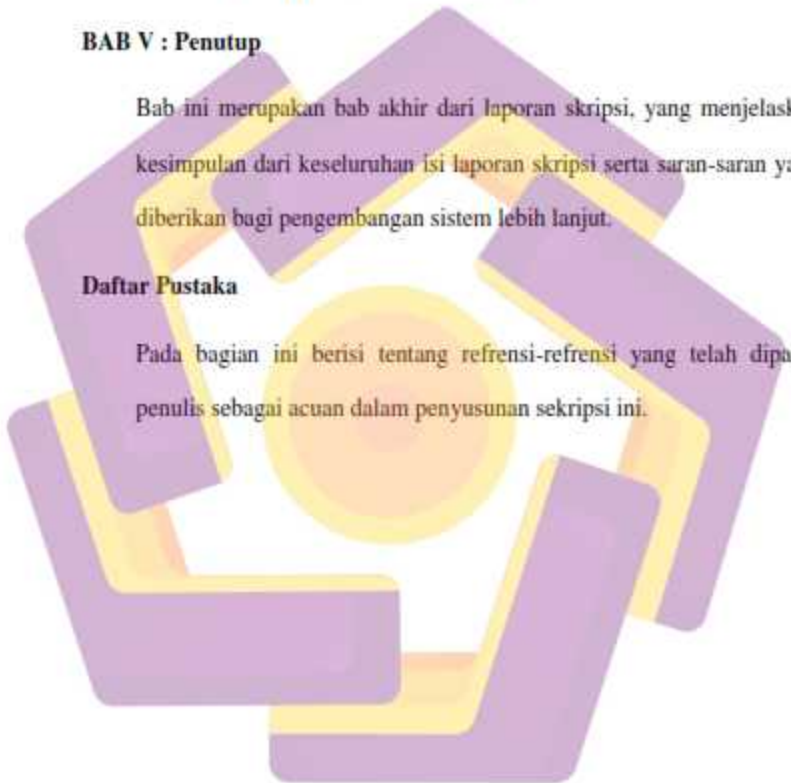 BAB V : Penutup
Bab ini merupakan bab akhir dari laporan skripsi, yang menjelask
kesimpulan dari keseluruhan isi laporan skripsi serta saran-saran ya
diberikan bagi pengembangan sistem lebih lanjut.
Daftar Pustaka
Pada bagian ini berisi tentang refrensi-refrensi yang telah dipa
penulis sebagai acuan dalam penyusunan sekripsi ini.